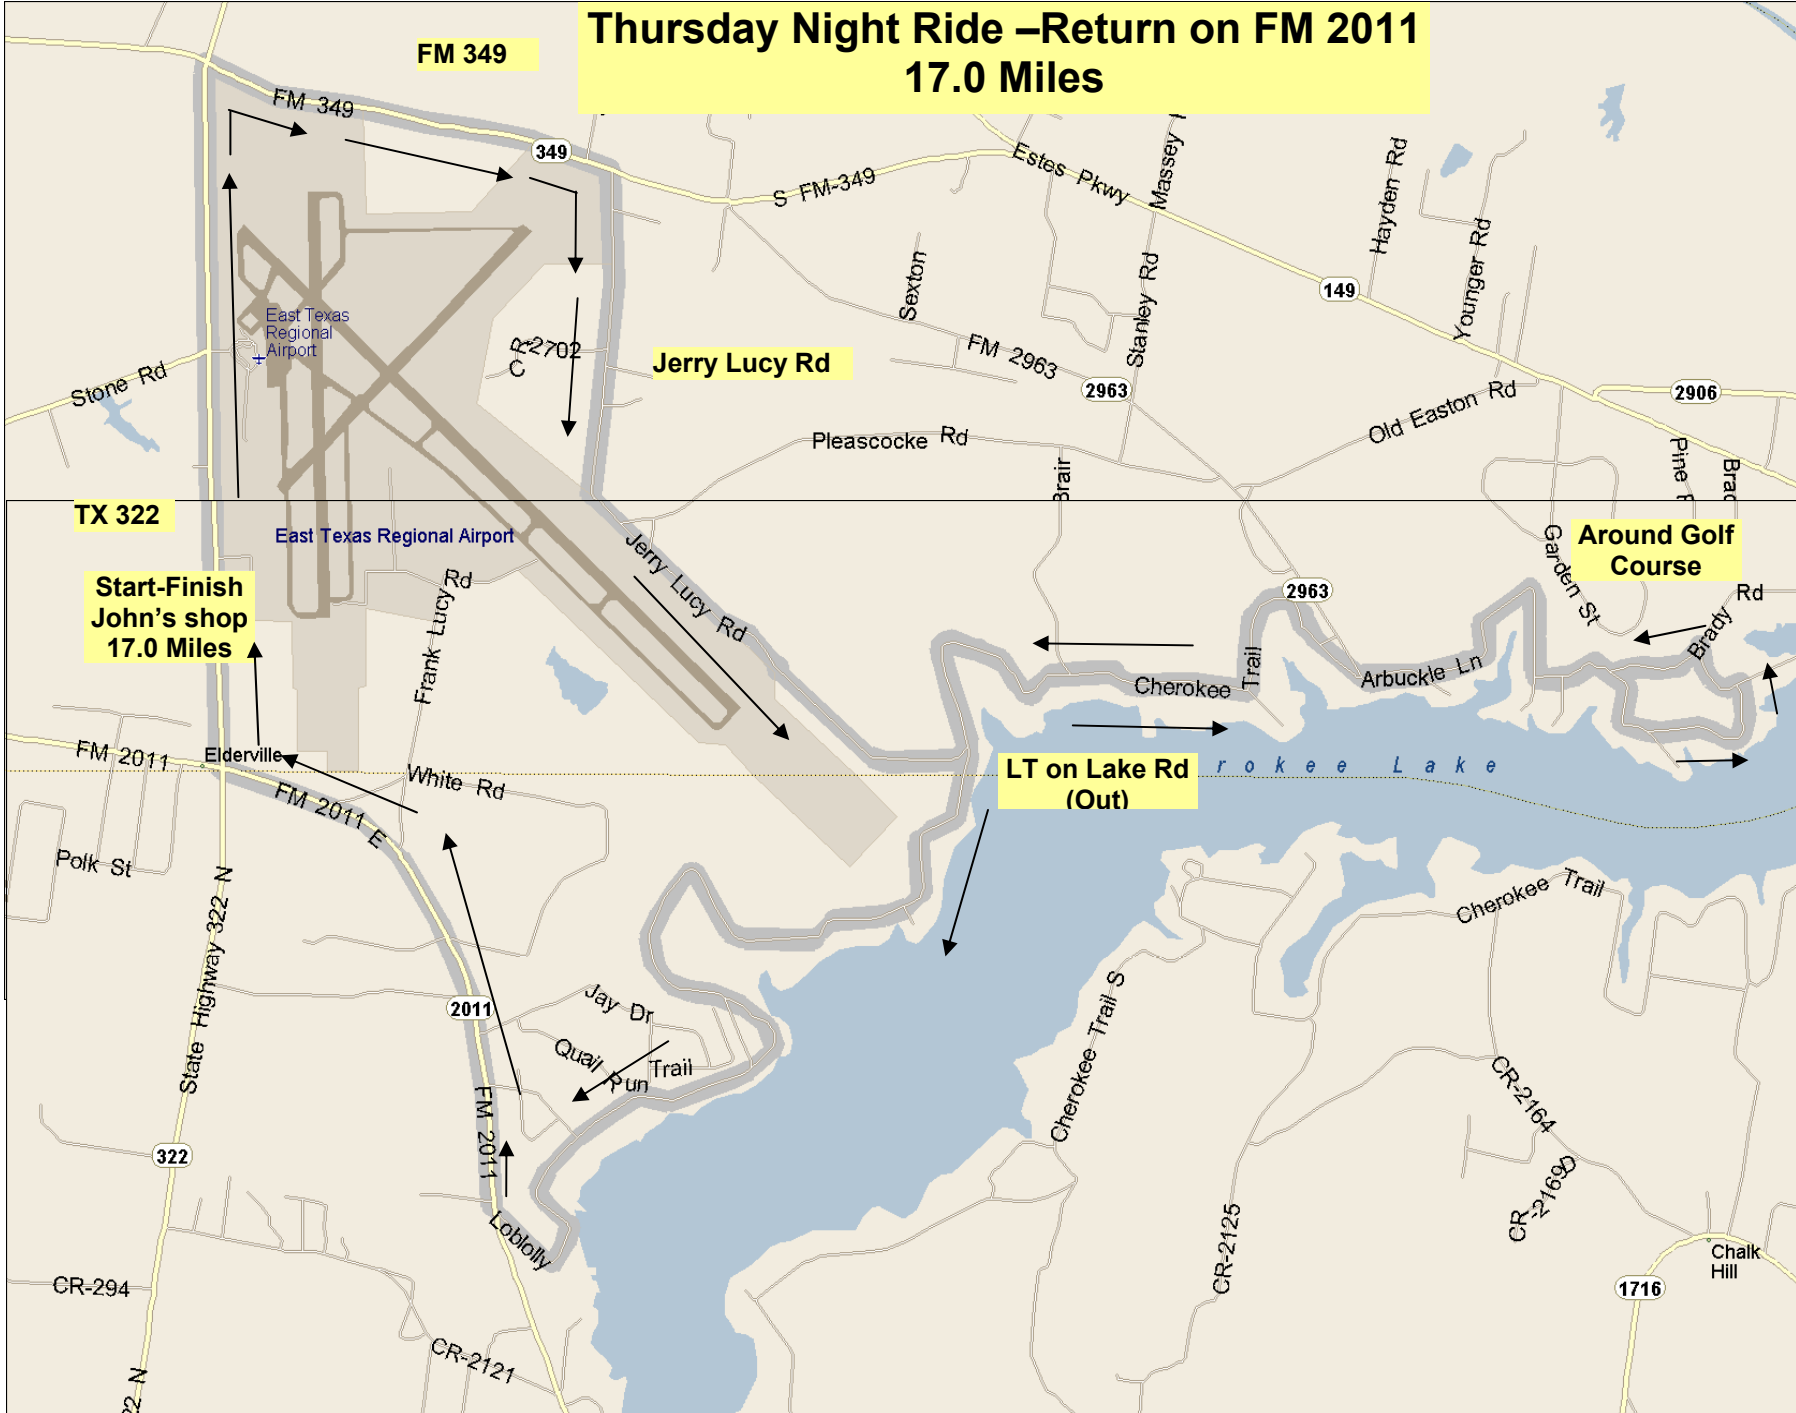 Thursday Night Ride –Return on FM 2011
17.0 Miles
FM 349
FM 349
349
S FM-349
Estes Pkwy
Massey
Hayden Rd
Younger Rd
Stanley Rd
Sexton
149
East Texas
Regional
Airport
CR-2702
Jerry Lucy Rd
FM 2963
2963
2906
Stone Rd
Old Easton Rd
Pleascocke Rd
Brair
Pine
TX 322
East Texas Regional Airport
Jerry Lucy Rd
Garden St
Around Golf
Course
Start-Finish
John's shop
17.0 Miles
Frank Lucy Rd
2963
Brady Rd
Cherokee Trail
Arbuckle Ln
FM 2011
Elderville
White Rd
LT on Lake Rd
(Out)
rokee Lake
FM 2011 E
Polk St
State Highway 322 N
Cherokee Trail
2011
Jay Dr
Quail Run
Trail
Cherokee Trail S
FM 2011
CR-2164
322
CR-2169D
Loblolly
CR-2125
Chalk
Hill
CR-294
1716
CR-2121
22 N